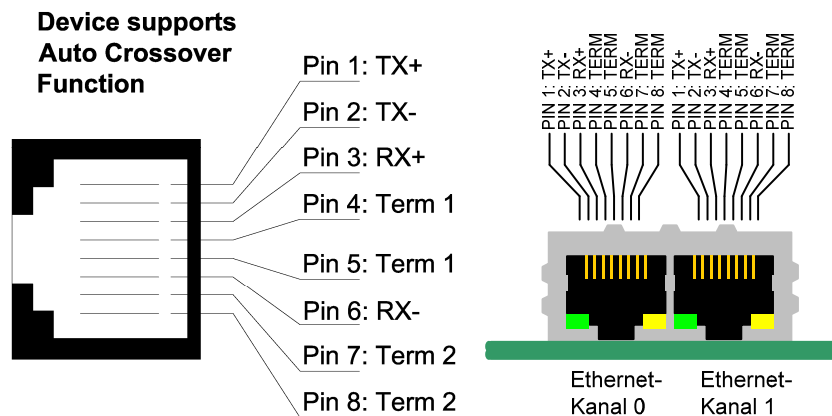 Device supports
Auto Crossover
Function
Pin 1: TX+
Pin 2: TX-
Pin 3: RX+
Pin 4: Term 1
Pin 5: Term 1
Pin 6: RX-
Pin 7: Term 2
Pin 8: Term 2
PIN 1: TX+
PIN 2: TX-
PIN 3: RX+
PIN 4: TERM
PIN 5: TERM
PIN 6: RX-
PIN 7: TERM
PIN 8: TERM
PIN 1: TX+
PIN 2: TX-
PIN 3: RX+
PIN 4: TERM
PIN 5: TERM
PIN 6: RX-
PIN 7: TERM
PIN 8: TERM
Ethernet-
Kanal 0
Ethernet-
Kanal 1